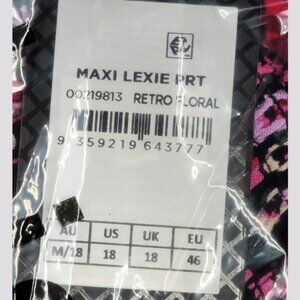 MAXI LEXIE PRT
00219813 RETRO FLORAL
9 359219 643777
AU US UK EU
M/18 18 18 46